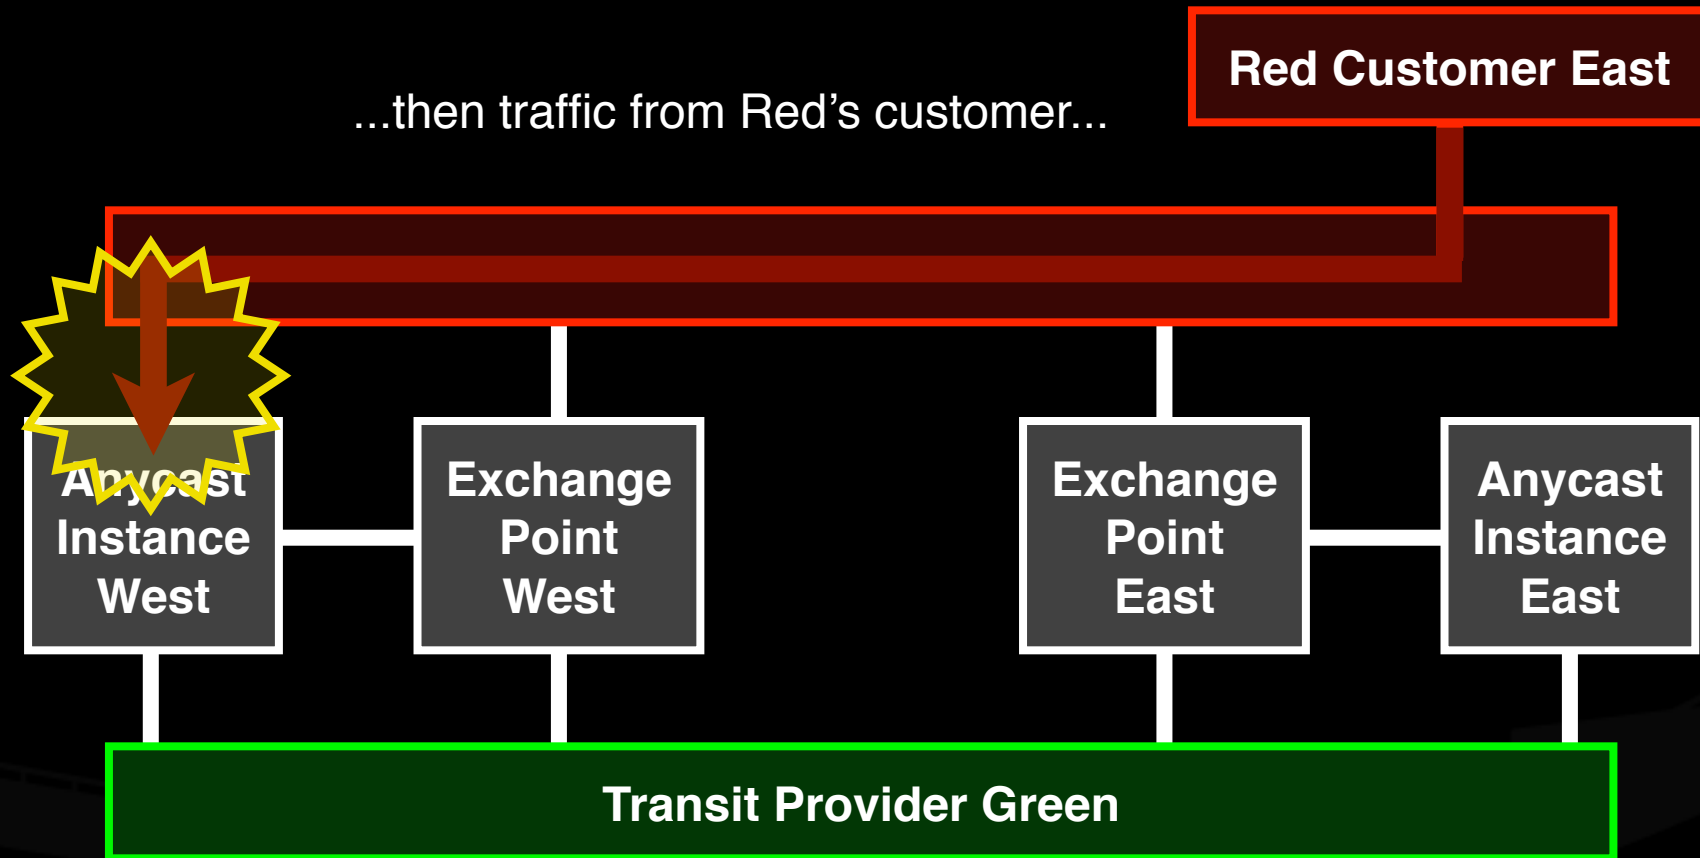 Red Customer East
...then traffic from Red’s customer...
Anycast
Instance
West
Exchange
Point
West
Exchange
Point
East
Anycast
Instance
East
Transit Provider Green